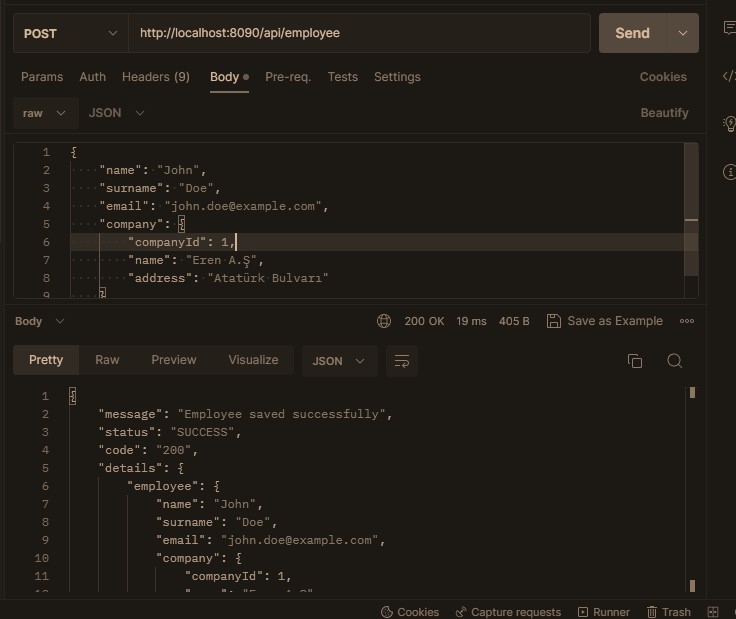 POST http://localhost:8090/api/employee Send
Params Auth Headers (9) Body Pre-req. Tests Settings Cookies
raw JSON Beautify
1 {
2 "name": "John",
3 "surname": "Doe",
4 "email": "john.doe@example.com",
5 "company": {
6 "companyId": 1,
7 "name": "Eren A.Ş",
8 "address": "Atatürk Bulvarı"
9 }
Body 200 OK 19 ms 405 B Save as Example
Pretty Raw Preview Visualize JSON
1 {
2 "message": "Employee saved successfully",
3 "status": "SUCCESS",
4 "code": "200",
5 "details": {
6 "employee": {
7 "name": "John",
8 "surname": "Doe",
9 "email": "john.doe@example.com",
10 "company": {
11 "companyId": 1,
Cookies Capture requests Runner Trash